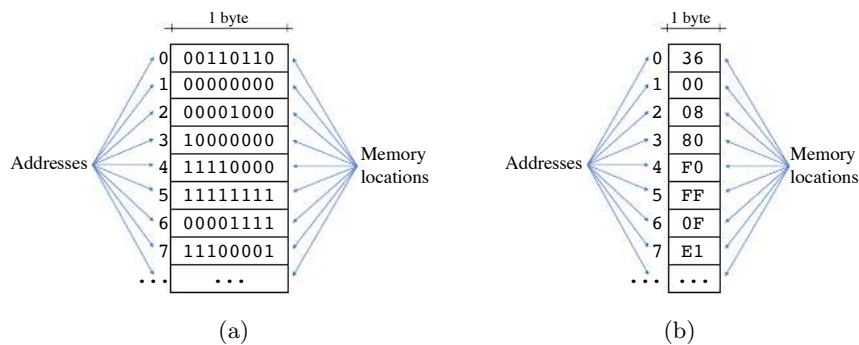 1 byte
0 00110110
1 00000000
2 00001000
3 10000000
Addresses 4 11110000 Memory
5 11111111 locations
6 00001111
7 11100001
... ...
(a)
1 byte
0 36
1 00
2 08
3 80
Addresses 4 F0 Memory
5 FF locations
6 0F
7 E1
... ...
(b)